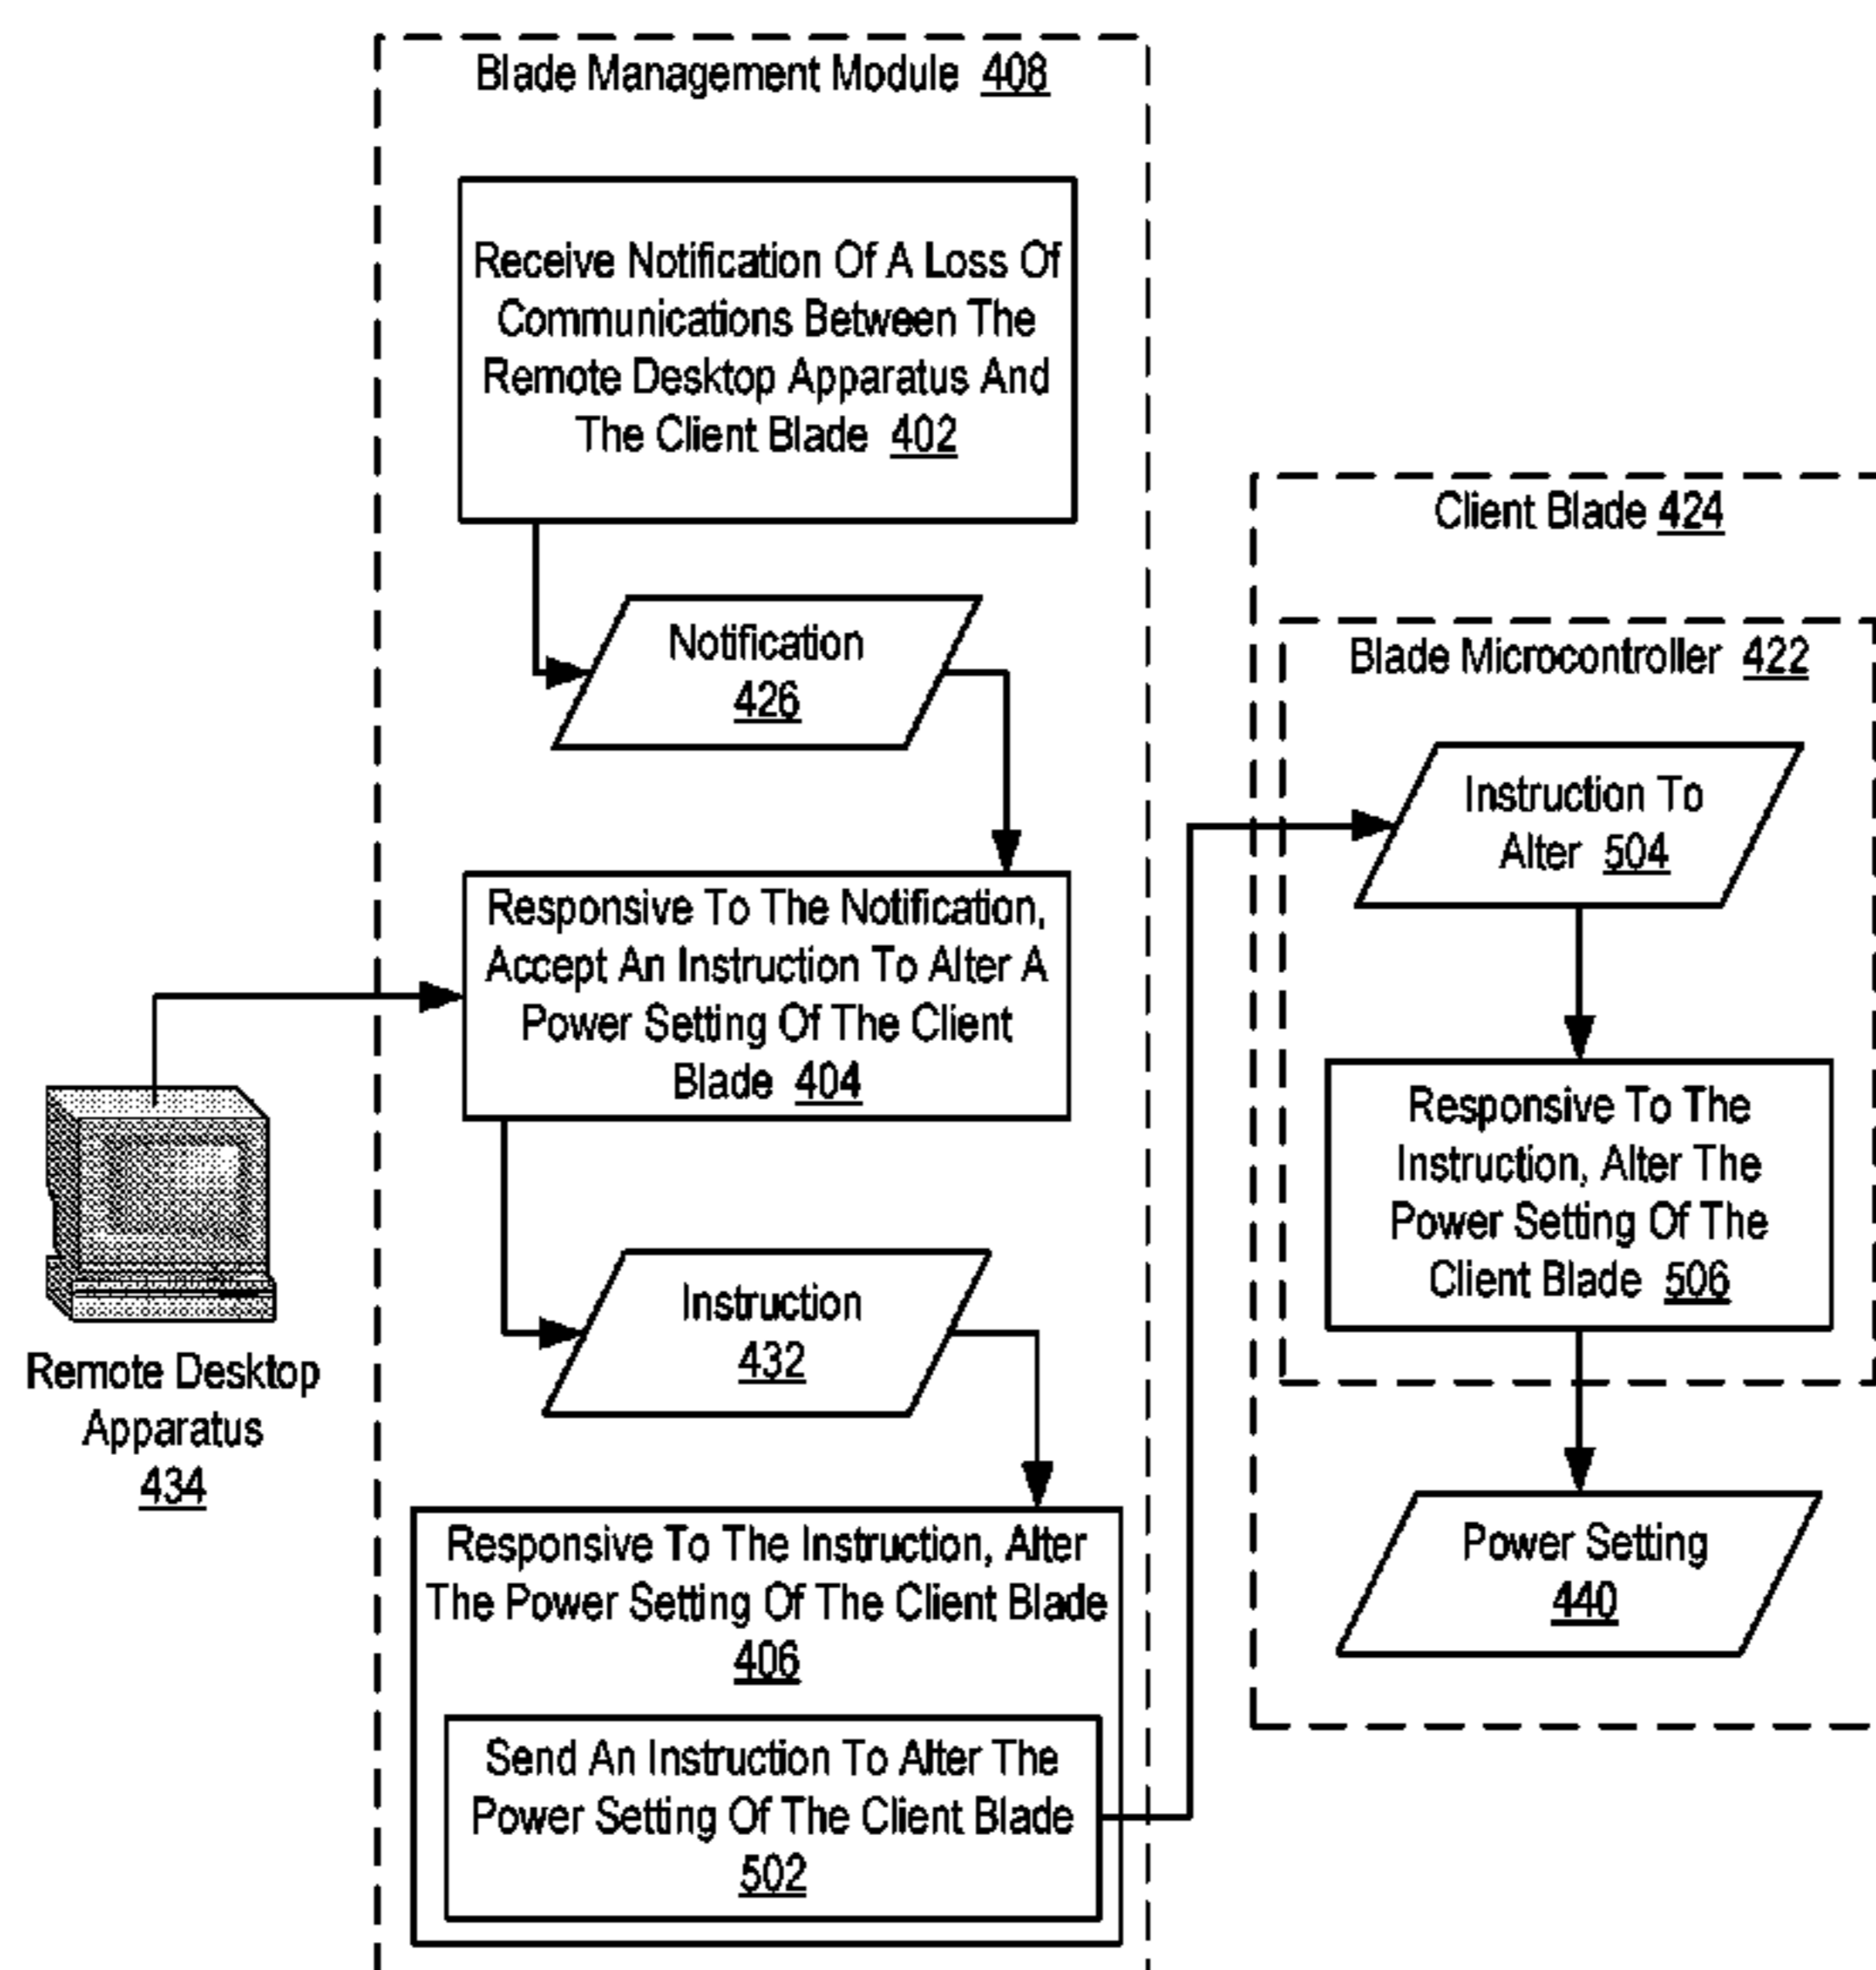 Blade Management Module 408
Receive Notification Of A Loss Of
Communications Between The
Remote Desktop Apparatus And
The Client Blade 402
Notification
426
Responsive To The Notification,
Accept An Instruction To Alter A
Power Setting Of The Client
Blade 404
Remote Desktop
Apparatus
434
Instruction
432
Responsive To The Instruction, Alter
The Power Setting Of The Client Blade
406
Send An Instruction To Alter The
Power Setting Of The Client Blade
502
Client Blade 424
Blade Microcontroller 422
Instruction To
Alter 504
Responsive To The
Instruction, Alter The
Power Setting Of The
Client Blade 506
Power Setting
440